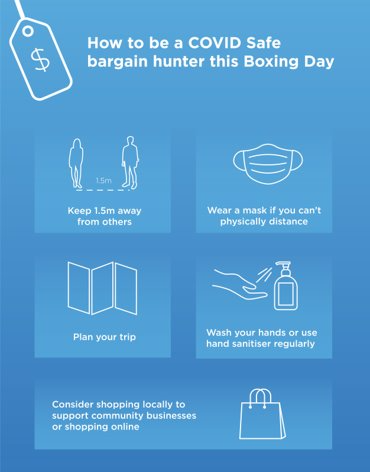 $
How to be a COVID Safe
bargain hunter this Boxing Day
1.5m
Keep 1.5m away
from others
Wear a mask if you can't
physically distance
Plan your trip
Wash your hands or use
hand sanitiser regularly
Consider shopping locally to
support community businesses
or shopping online